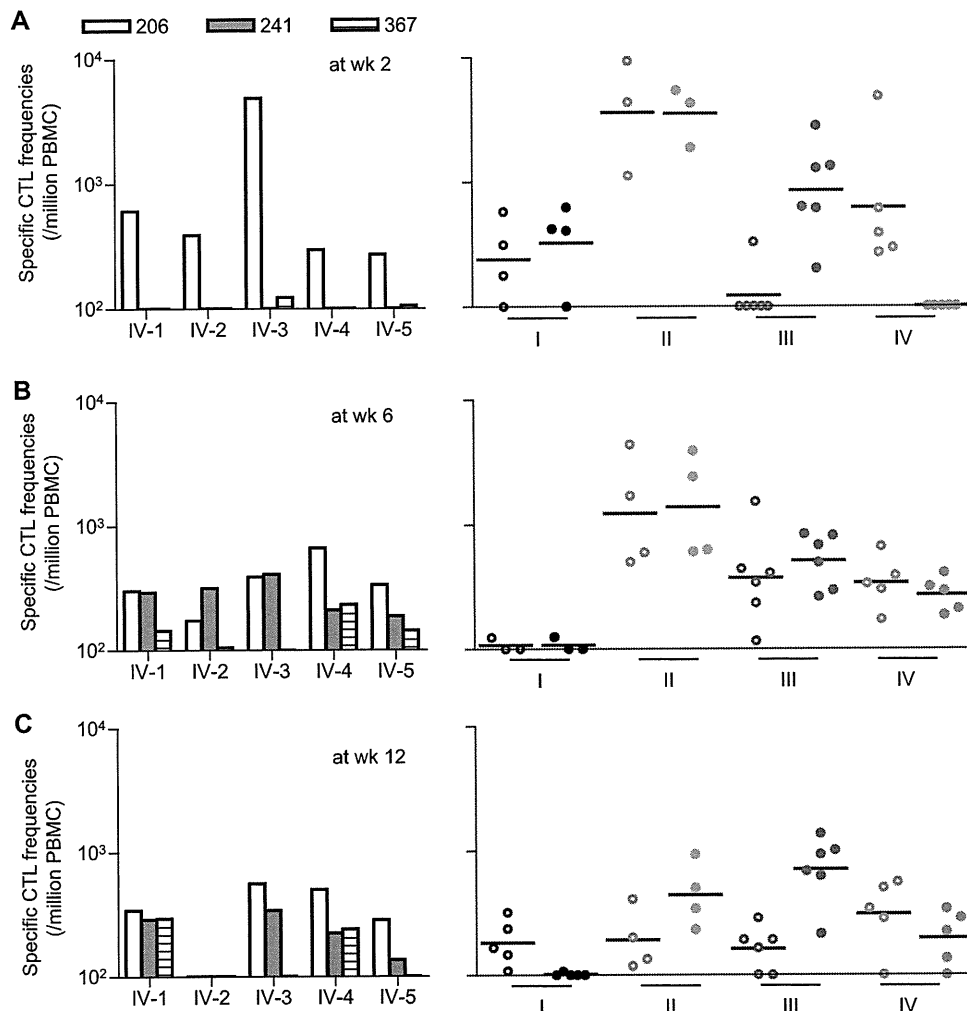 A
206 241 367
Specific CTL frequencies
(/million PBMC)
10⁴
10³
10²
at wk 2
IV-1 IV-2 IV-3 IV-4 IV-5
I II III IV
B
Specific CTL frequencies
(/million PBMC)
10⁴
10³
10²
at wk 6
IV-1 IV-2 IV-3 IV-4 IV-5
I II III IV
C
Specific CTL frequencies
(/million PBMC)
10⁴
10³
10²
at wk 12
IV-1 IV-2 IV-3 IV-4 IV-5
I II III IV